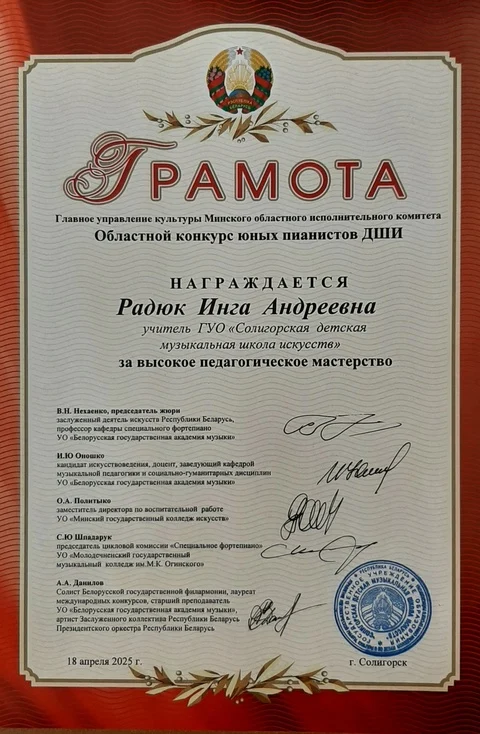 ГРАМОТА
Главное управление культуры Минского областного исполнительного комитета
Областной конкурс юных пианистов ДШИ
НАГРАЖДАЕТСЯ
Радюк Инга Андреевна
учитель ГУО «Солигорская детская
музыкальная школа искусств»
за высокое педагогическое мастерство
В.Н. Нехаенко, председатель жюри
заслуженный деятель искусств Республики Беларусь,
профессор кафедры специального фортепиано
УО «Белорусская государственная академия музыки»
И.Ю Оношко
кандидат искусствоведения, доцент, заведующий кафедрой
музыкальной педагогики и социально-гуманитарных дисциплин
УО «Белорусская государственная академия музыки»
О.А. Политыко
заместитель директора по воспитательной работе
УО «Минский государственный колледж искусств»
С.Ю Шпадарук
председатель цикловой комиссии «Специальное фортепиано»
УО «Молодечненский государственный
музыкальный колледж им.М.К. Огинского»
А.А. Данилов
Солист Белорусской государственной филармонии, лауреат
международных конкурсов, старший преподаватель
УО «Белорусская государственная академия музыки»,
артист Заслуженного коллектива Республики Беларусь
Президентского оркестра Республики Беларусь
18 апреля 2025 г.
г. Солигорск